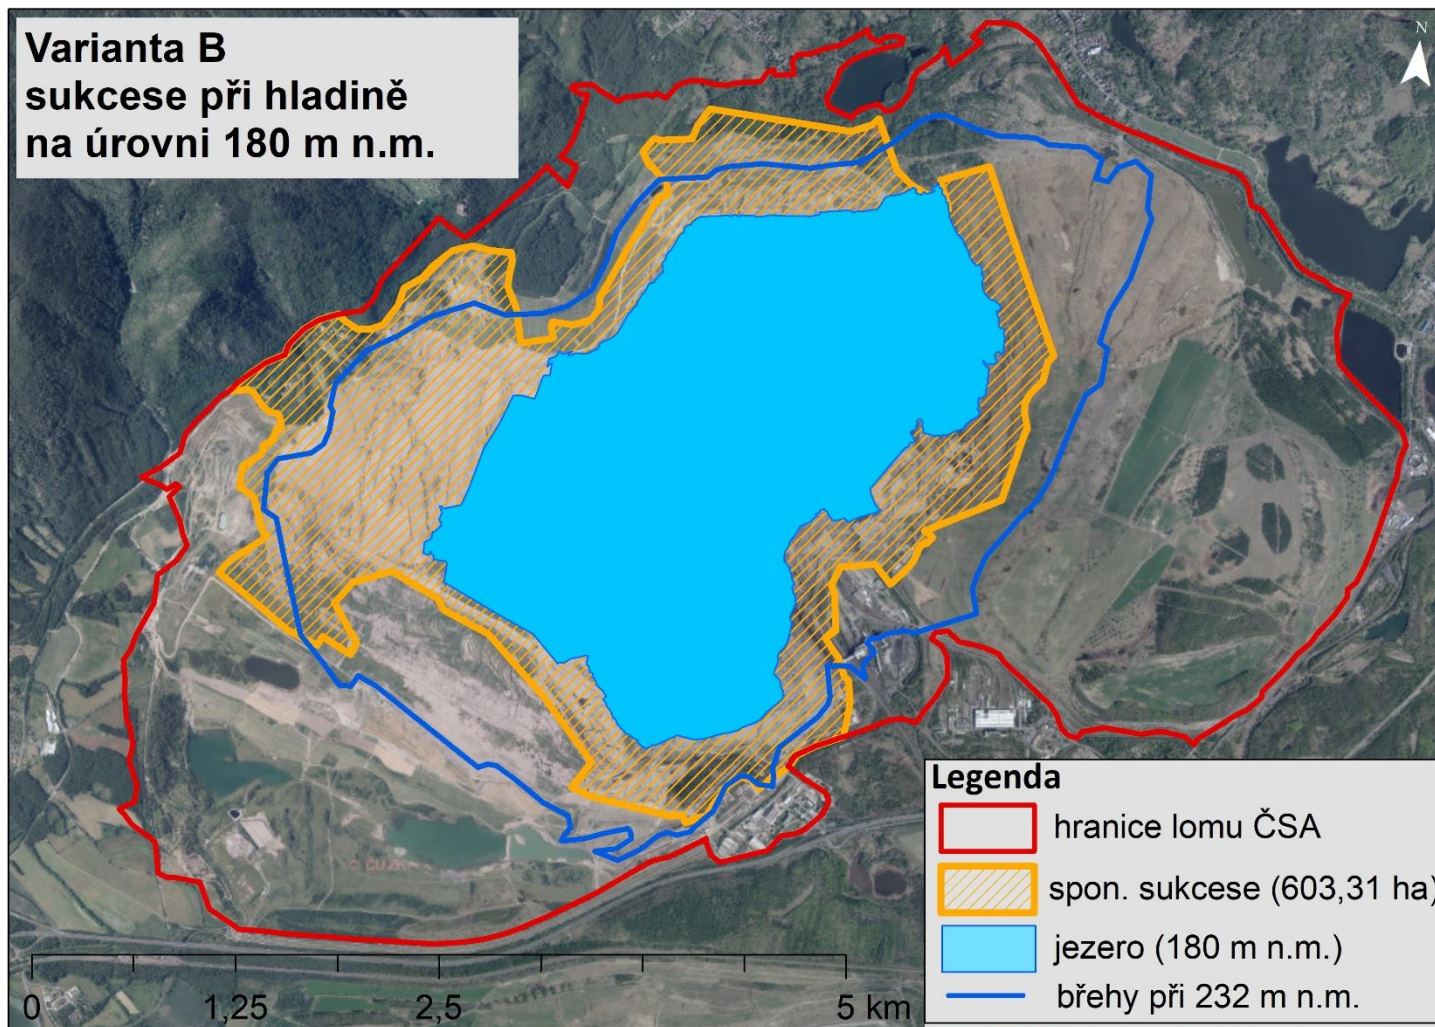 Varianta B
sukcese při hladině
na úrovni 180 m n.m.
N
© ČÚZK
Legenda
hranice lomu ČSA
spon. sukcese (603,31 ha)
jezero (180 m n.m.)
břehy při 232 m n.m.
0 1,25 2,5 5 km